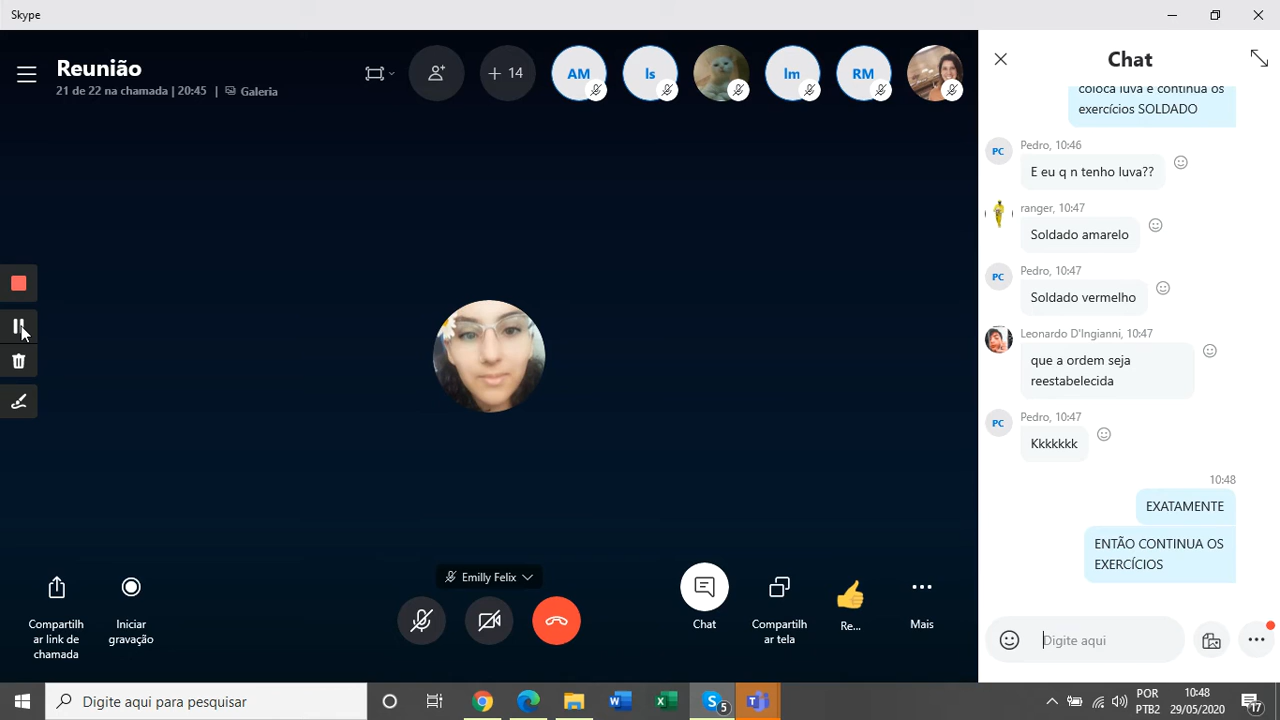 Skype
Reunião
21 de 22 na chamada | 20:45 | Galeria
+ 14
AM
ls
lm
RM
Chat
coloca luva e continua os
exercícios SOLDADO
Pedro, 10:46
PC
E eu q n tenho luva??
ranger, 10:47
Soldado amarelo
Pedro, 10:47
PC
Soldado vermelho
Leonardo D'Ingianni, 10:47
que a ordem seja
reestabelecida
Pedro, 10:47
PC
Kkkkkkk
10:48
EXATAMENTE
ENTÃO CONTINUA OS
EXERCÍCIOS
Emilly Felix
Compartilh
ar link de
chamada
Iniciar
gravação
Chat
Compartilh
ar tela
Re...
Mais
Digite aqui
Digite aqui para pesquisar
5
POR
PTB2
10:48
29/05/2020
17